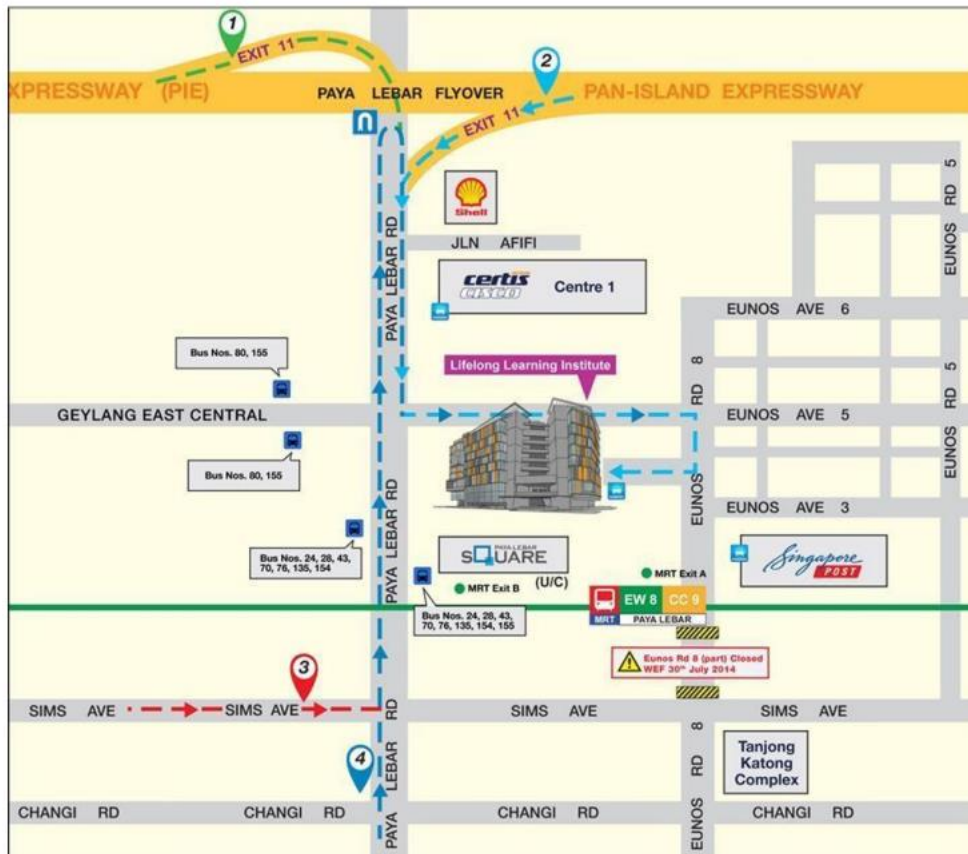 1
EXIT 11
2
XPRESSWAY (PIE)
PAYA LEBAR FLYOVER
PAN-ISLAND EXPRESSWAY
EXIT 11
Shell
EUNOS RD 5
PAYA LEBAR RD
JLN AFIFI
certis
CISCO
Centre 1
EUNOS AVE 6
Bus Nos. 80, 155
Lifelong Learning Institute
EUNOS RD 8
EUNOS RD 5
GEYLANG EAST CENTRAL
EUNOS AVE 5
Bus Nos. 80, 155
PAYA LEBAR RD
EUNOS AVE 3
Bus Nos. 24, 28, 43,
70, 76, 135, 154
PAYA LEBAR
SQUARE
(U/C)
Singapore
POST
MRT Exit B
MRT Exit A
Bus Nos. 24, 28, 43,
70, 76, 135, 154, 155
EW 8
CC 9
MRT
PAYA LEBAR
Eunos Rd 8 (part) Closed
WEF 30th July 2014
3
SIMS AVE
SIMS AVE
SIMS AVE
SIMS AVE
PAYA LEBAR RD
EUNOS RD 8
4
Tanjong
Katong
Complex
CHANGI RD
CHANGI RD
CHANGI RD
CHANGI RD